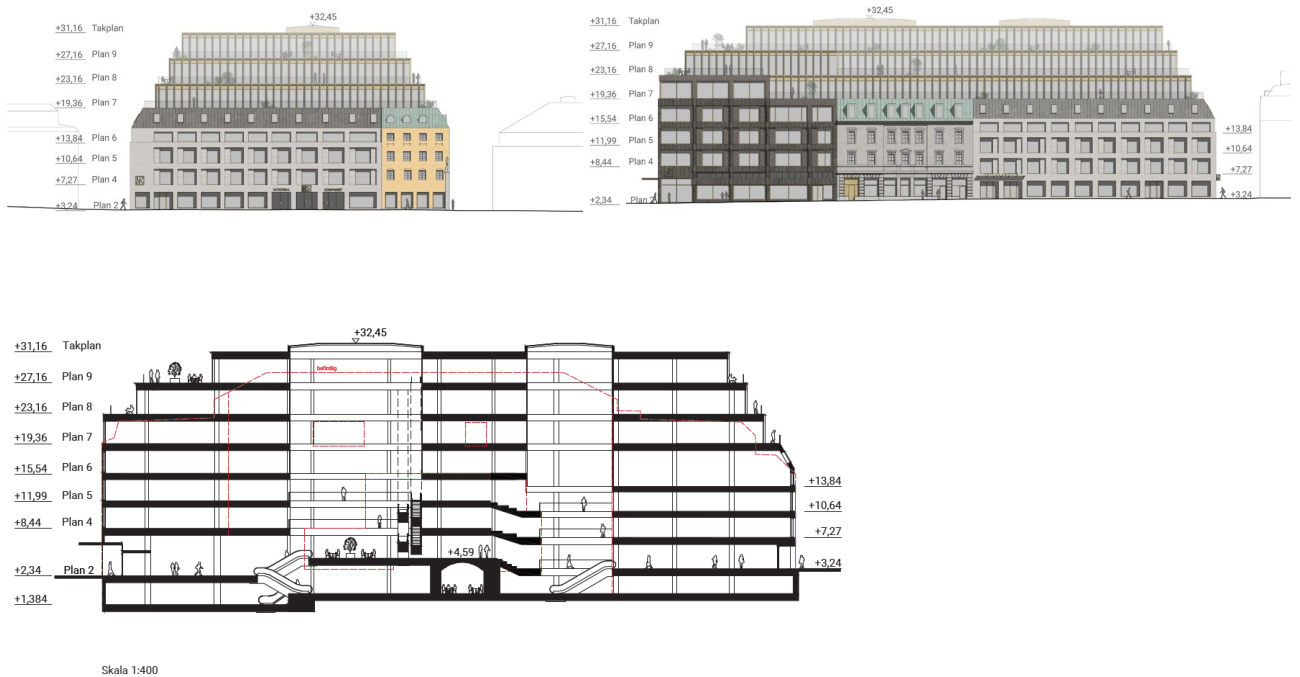 +32,45
+31,16 Takplan
+27,16 Plan 9
+23,16 Plan 8
+19,36 Plan 7
+13,84 Plan 6
+10,64 Plan 5
+7,27 Plan 4
+3,24 Plan 2
+32,45
+31,16 Takplan
+27,16 Plan 9
+23,16 Plan 8
+19,36 Plan 7
+15,54 Plan 6
+11,99 Plan 5
+8,44 Plan 4
+2,34 Plan 2
+13,84
+10,64
+7,27
+3,24
+32,45
+31,16 Takplan
befintlig
+27,16 Plan 9
+23,16 Plan 8
+19,36 Plan 7
+15,54 Plan 6
+11,99 Plan 5
+8,44 Plan 4
+2,34 Plan 2
+1,384
+4,59
+13,84
+10,64
+7,27
+3,24
Skala 1:400